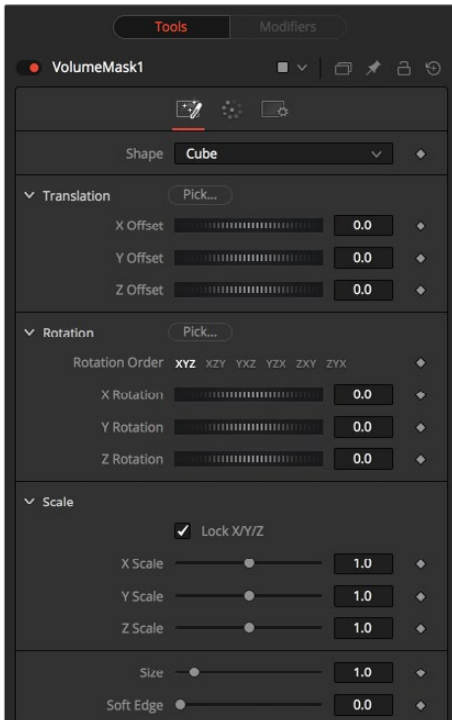 Tools Modifiers
VolumeMask1
Shape Cube
Translation Pick...
X Offset 0.0
Y Offset 0.0
Z Offset 0.0
Rotation Pick...
Rotation Order XYZ XZY YXZ YZX ZXY ZYX
X Rotation 0.0
Y Rotation 0.0
Z Rotation 0.0
Scale
Lock X/Y/Z
X Scale 1.0
Y Scale 1.0
Z Scale 1.0
Size 1.0
Soft Edge 0.0